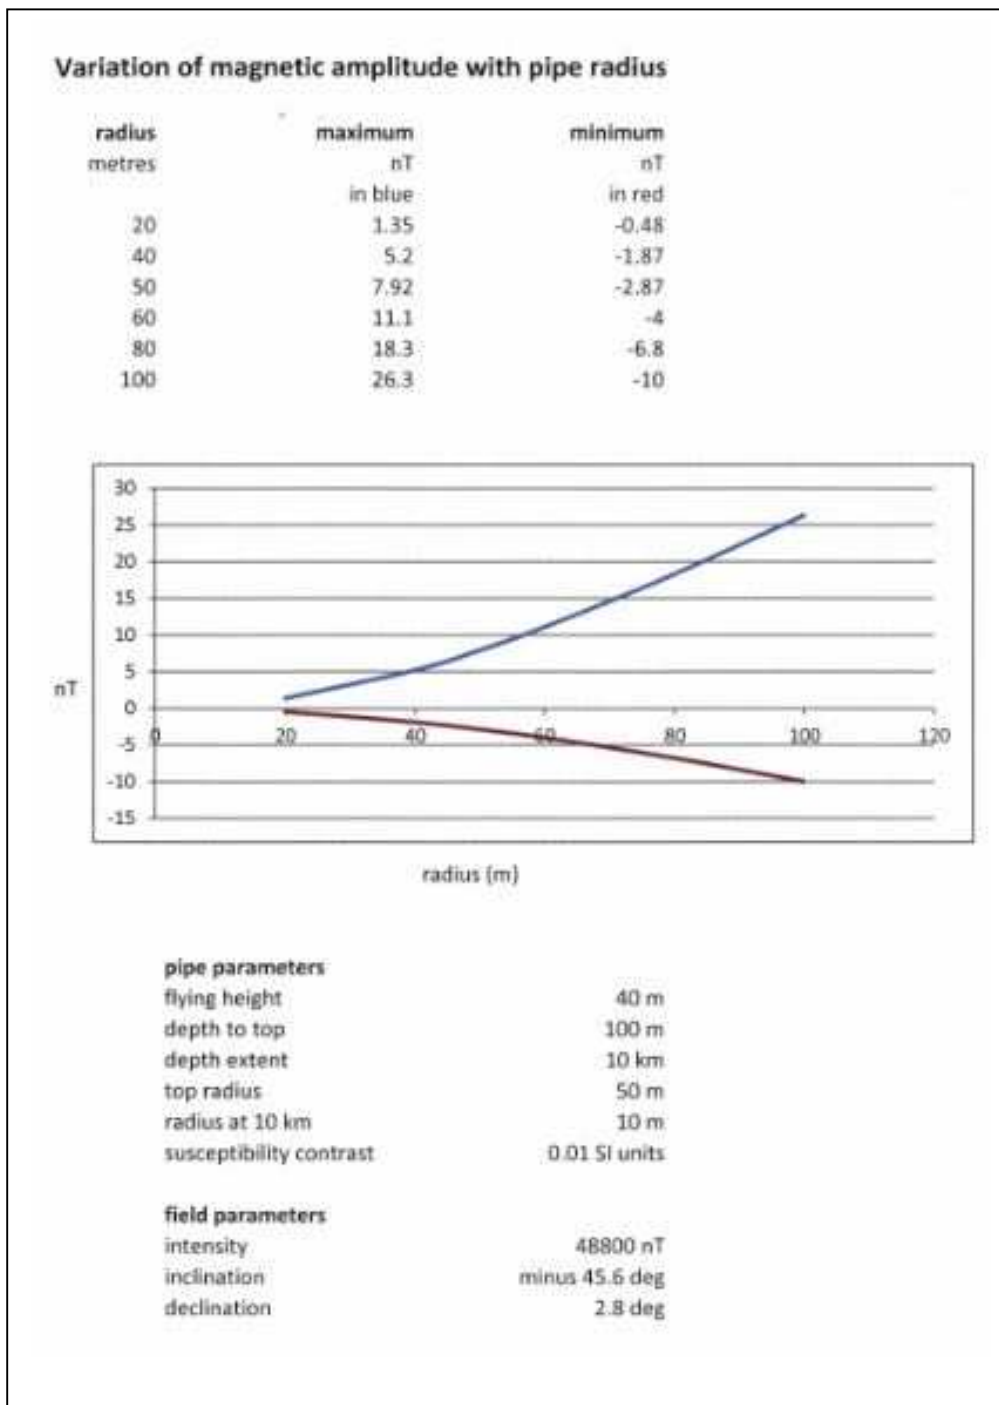 Variation of magnetic amplitude with pipe radius
radius maximum minimum
metres nT nT
in blue in red
20 1.35 -0.48
40 5.2 -1.87
50 7.92 -2.87
60 11.1 -4
80 18.3 -6.8
100 26.3 -10
30
25
20
15
10
5
nT
0
0 20 40 60 80 100 120
-5
-10
-15
radius (m)
pipe parameters
flying height 40 m
depth to top 100 m
depth extent 10 km
top radius 50 m
radius at 10 km 10 m
susceptibility contrast 0.01 SI units
field parameters
intensity 48800 nT
inclination minus 45.6 deg
declination 2.8 deg